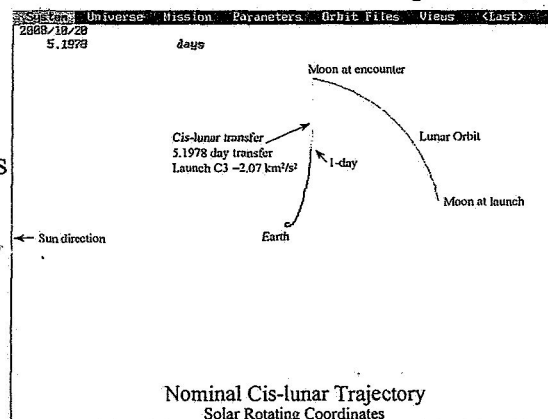 System Universe Mission Parameters Orbit Files Views <Last>
2008/10/20
5.1978 days
Moon at encounter
Cis-lunar transfer
5.1978 day transfer
Launch C3 –2.07 km²/s²
Lunar Orbit
1-day
Moon at launch
Earth
Sun direction
Nominal Cis-lunar Trajectory
Solar Rotating Coordinates